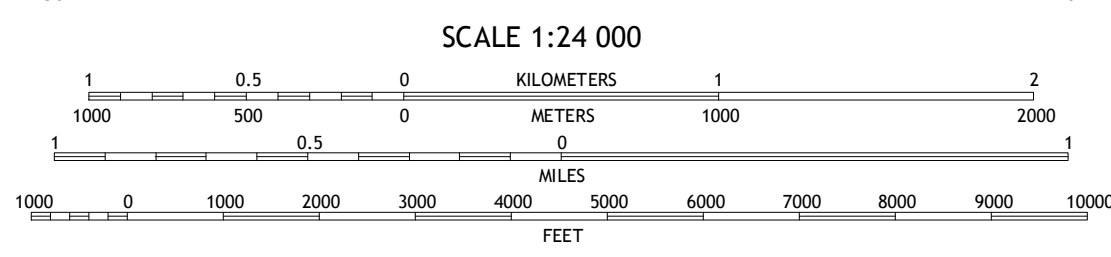 SCALE 1:24 000
1 0.5 0 KILOMETERS 1 2
1000 500 0 METERS 1000 2000
1 0.5 0 1
MILES
1000 0 1000 2000 3000 4000 5000 6000 7000 8000 9000 10000
FEET